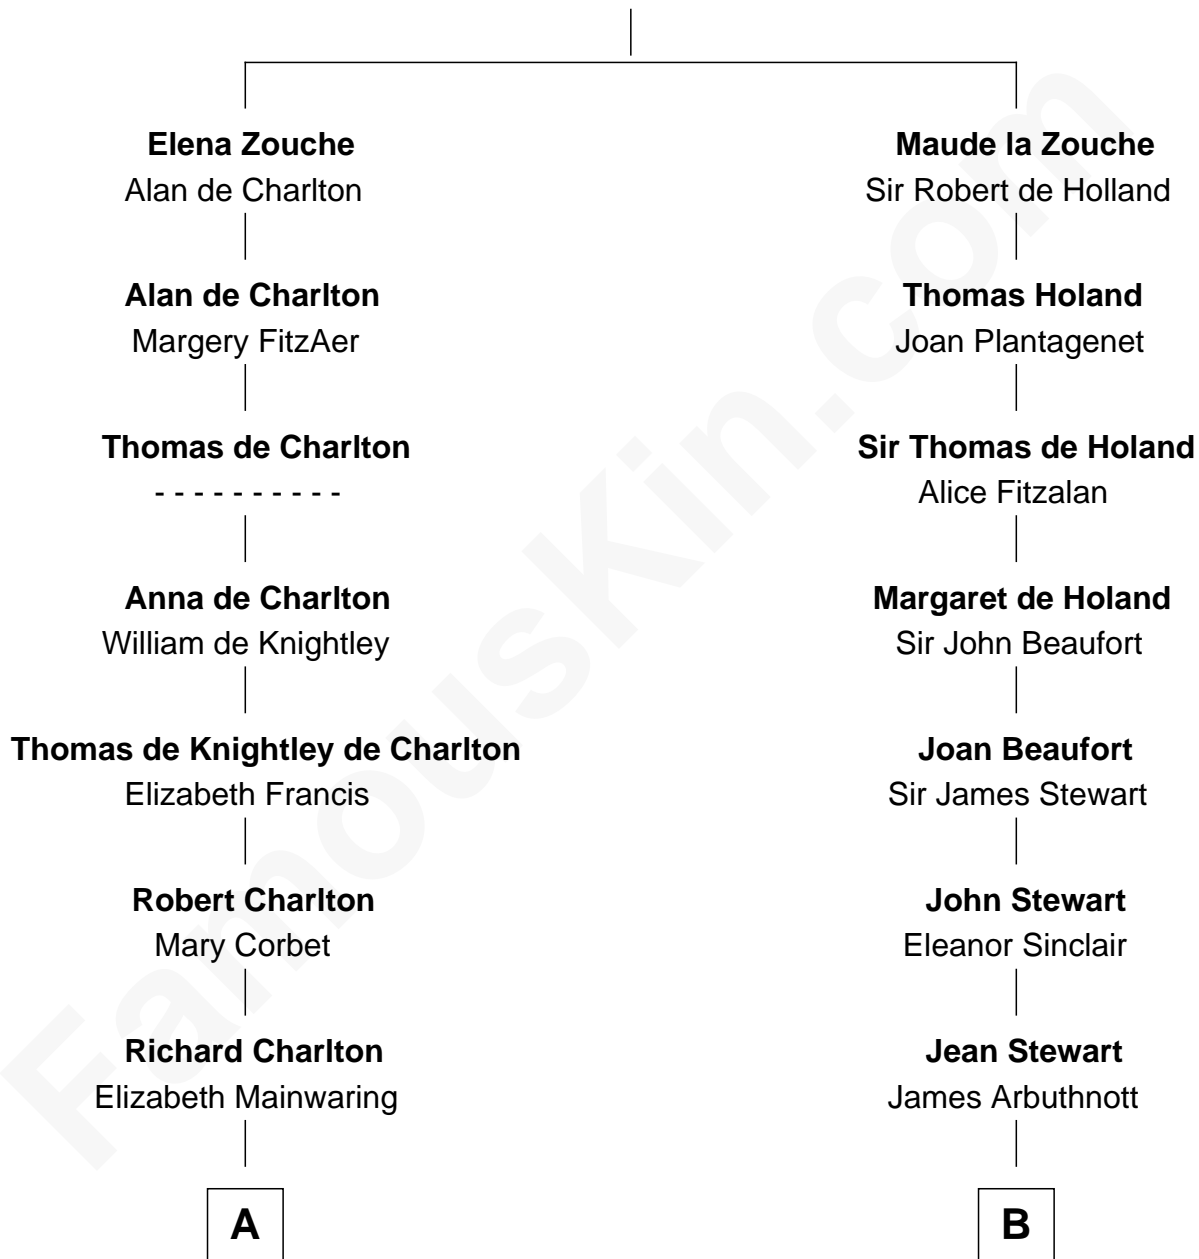 Elena Zouche
Alan de Charlton
Alan de Charlton
Margery FitzAer
Thomas de Charlton
- - - - - - - - - -
Anna de Charlton
William de Knightley
Thomas de Knightley de Charlton
Elizabeth Francis
Robert Charlton
Mary Corbet
Richard Charlton
Elizabeth Mainwaring
A
Maude la Zouche
Sir Robert de Holland
Thomas Holand
Joan Plantagenet
Sir Thomas de Holand
Alice Fitzalan
Margaret de Holand
Sir John Beaufort
Joan Beaufort
Sir James Stewart
John Stewart
Eleanor Sinclair
Jean Stewart
James Arbuthnott
B
FamousKin.com